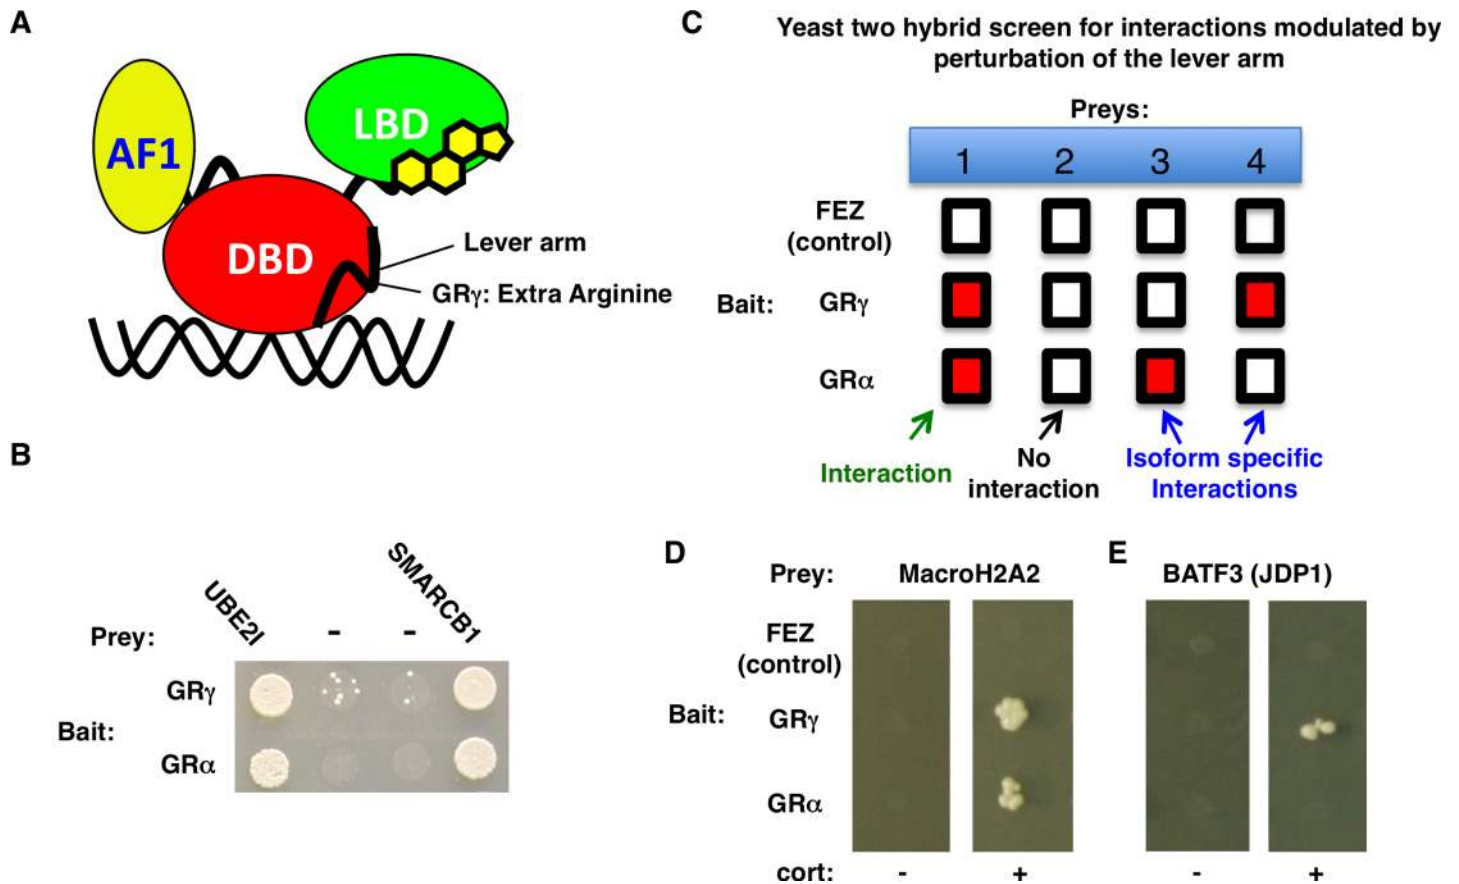 A
AF1
LBD
DBD
Lever arm
GRγ: Extra Arginine
B
UBE2I
SMARCB1
Prey:
-
-
GRγ
Bait:
GRα
C
Yeast two hybrid screen for interactions modulated by
perturbation of the lever arm
Preys:
1 2 3 4
FEZ
(control)
Bait:
GRγ
GRα
Interaction
No
interaction
Isoform specific
Interactions
D
Prey:
MacroH2A2
FEZ
(control)
Bait:
GRγ
GRα
cort:
-
+
E
BATF3 (JDP1)
-
+